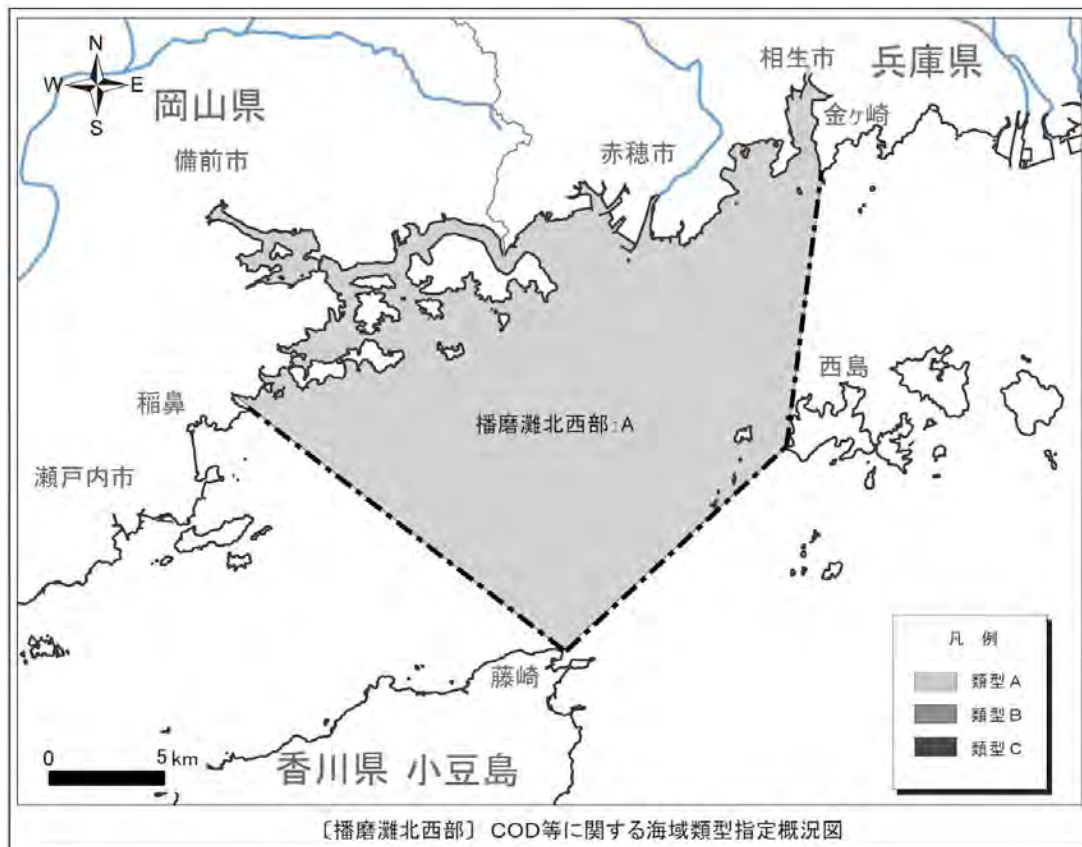 N
W E
S
岡山県
備前市
相生市
兵庫県
金ヶ崎
赤穂市
西島
稲鼻
播磨灘北西部:A
瀬戸内市
藤崎
香川県 小豆島
0 5km
凡 例
類型A
類型B
類型C
〔播磨灘北西部〕 COD等に関する海域類型指定概況図